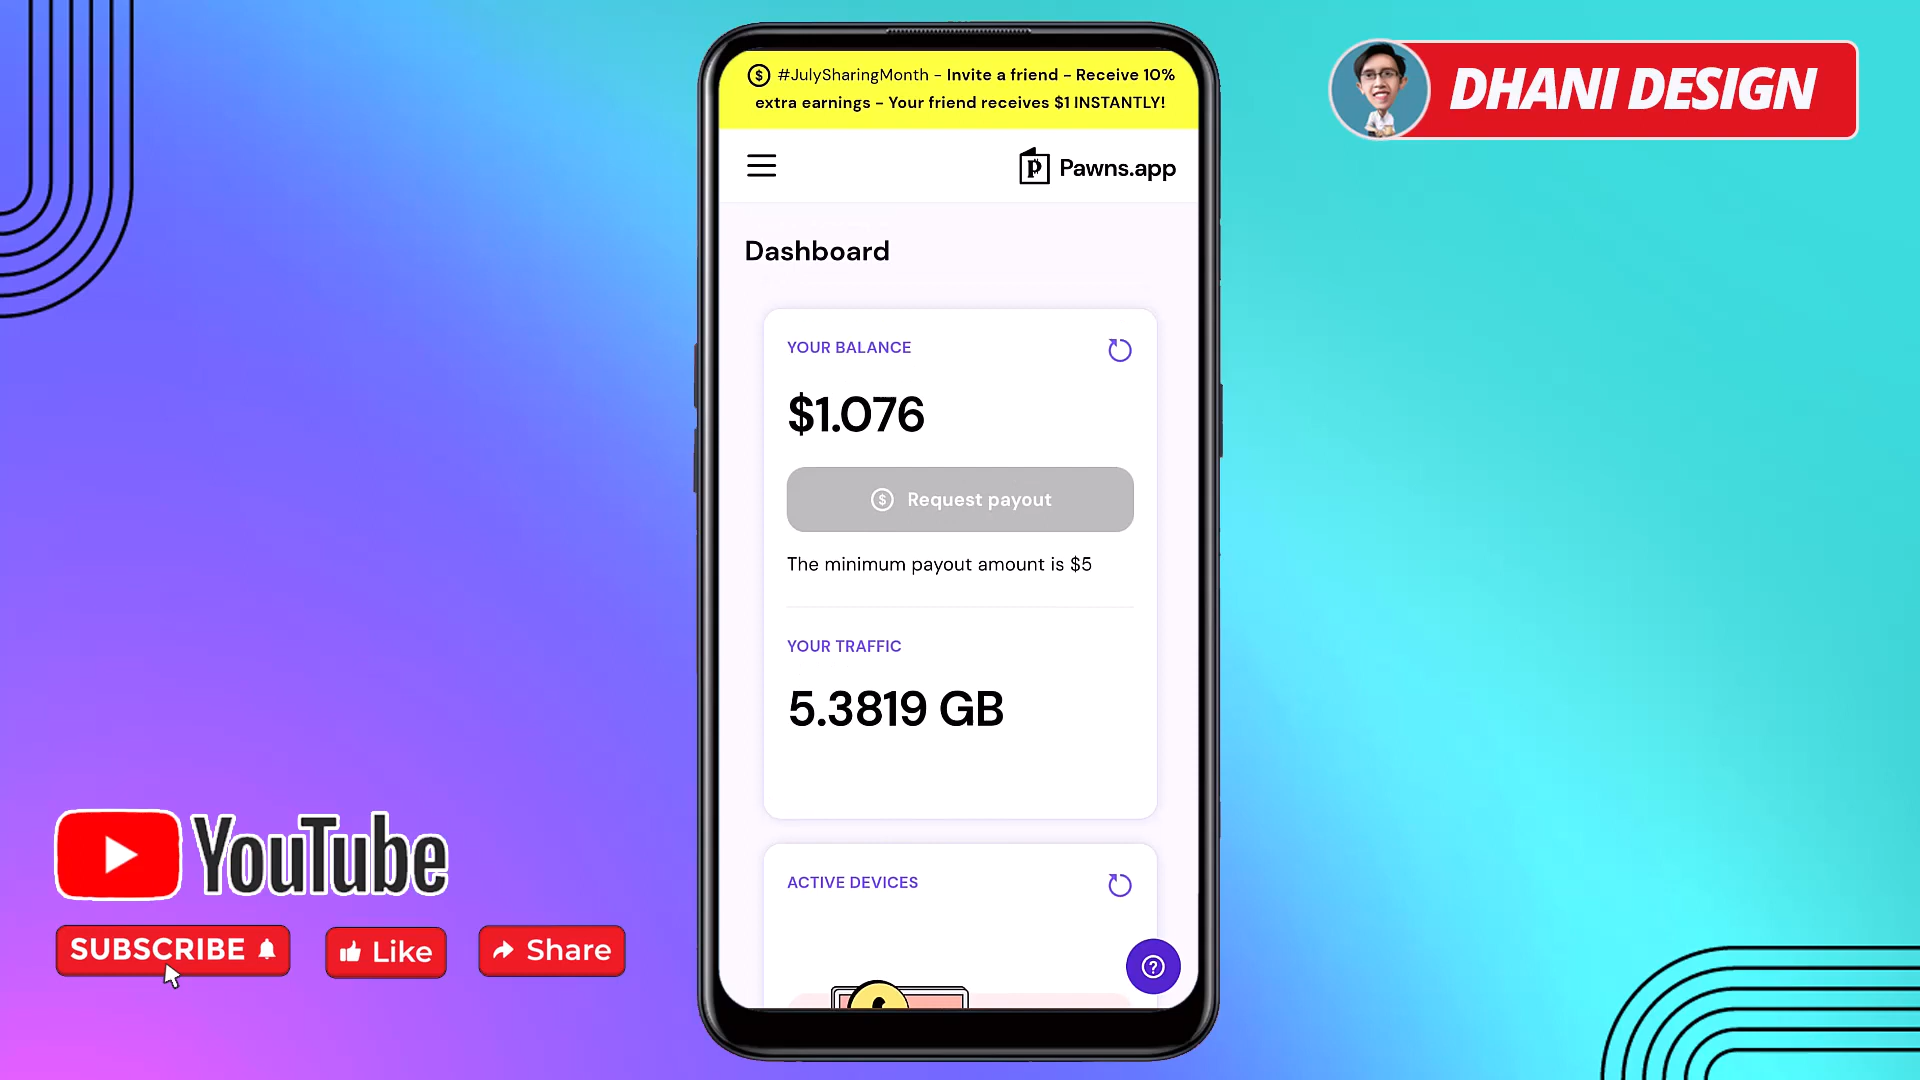 #JulySharingMonth - Invite a friend - Receive 10%
extra earnings - Your friend receives $1 INSTANTLY!
Pawns.app
Dashboard
YOUR BALANCE
$1.076
Request payout
The minimum payout amount is $5
YOUR TRAFFIC
5.3819 GB
ACTIVE DEVICES
DHANI DESIGN
YouTube
SUBSCRIBE
Like
Share